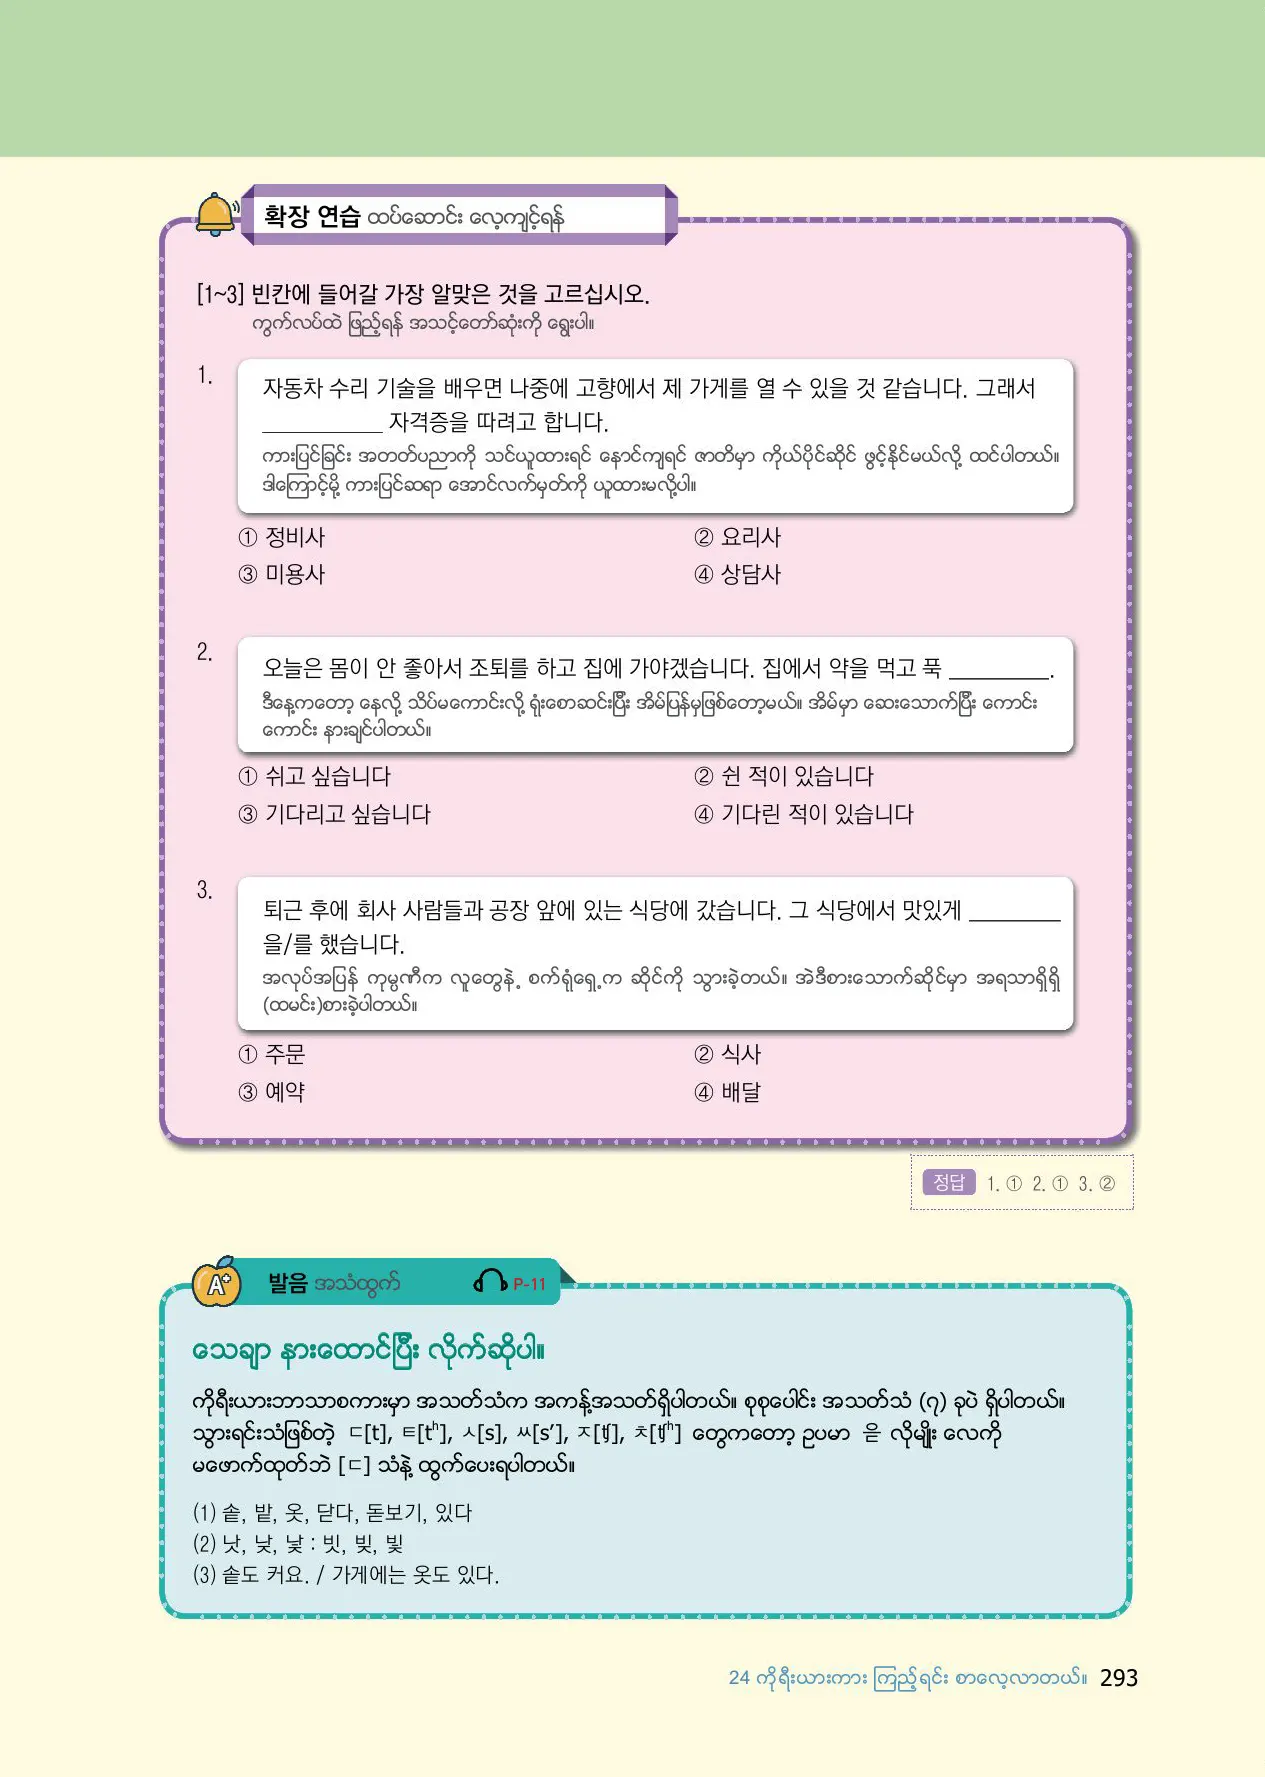 확장 연습 ထပ်ဆောင်း လေ့ကျင့်ရန်
[1~3] 빈칸에 들어갈 가장 알맞은 것을 고르십시오.
ကွက်လပ်ထဲ ဖြည့်ရန် အသင့်တော်ဆုံးကို ရွေးပါ။
1.
자동차 수리 기술을 배우면 나중에 고향에서 제 가게를 열 수 있을 것 같습니다. 그래서
__________ 자격증을 따려고 합니다.
ကားပြင်ခြင်း အတတ်ပညာကို သင်ယူထားရင် နောင်ကျရင် ဇာတိမှာ ကိုယ်ပိုင်ဆိုင် ဖွင့်နိုင်မယ်လို့ ထင်ပါတယ်။
ဒါကြောင့်မို့ ကားပြင်ဆရာ အောင်လက်မှတ်ကို ယူထားမလို့ပါ။
① 정비사 ② 요리사
③ 미용사 ④ 상담사
2.
오늘은 몸이 안 좋아서 조퇴를 하고 집에 가야겠습니다. 집에서 약을 먹고 푹 ________.
ဒီနေ့ကတော့ နေလို့ သိပ်မကောင်းလို့ ရုံးစောဆင်းပြီး အိမ်ပြန်မှဖြစ်တော့မယ်။ အိမ်မှာ ဆေးသောက်ပြီး ကောင်း
ကောင်း နားချင်ပါတယ်။
① 쉬고 싶습니다 ② 쉰 적이 있습니다
③ 기다리고 싶습니다 ④ 기다린 적이 있습니다
3.
퇴근 후에 회사 사람들과 공장 앞에 있는 식당에 갔습니다. 그 식당에서 맛있게 ________
을/를 했습니다.
အလုပ်အပြန် ကုမ္ပဏီက လူတွေနဲ့ စက်ရုံရှေ့က ဆိုင်ကို သွားခဲ့တယ်။ အဲဒီစားသောက်ဆိုင်မှာ အရသာရှိရှိ
(ထမင်း)စားခဲ့ပါတယ်။
① 주문 ② 식사
③ 예약 ④ 배달
정답 1. ① 2. ① 3. ②
A+ 발음 အသံထွက် P-11
သေချာ နားထောင်ပြီး လိုက်ဆိုပါ။
ကိုရီးယားဘာသာစကားမှာ အသတ်သံက အကန့်အသတ်ရှိပါတယ်။ စုစုပေါင်း အသတ်သံ (၇) ခုပဲ ရှိပါတယ်။
သွားရင်းသံဖြစ်တဲ့ ㄷ[t], ㅌ[tʰ], ㅅ[s], ㅆ[s′], ㅈ[ʧ], ㅊ[ʧʰ] တွေကတော့ ဥပမာ 읃 လိုမျိုး လေကို
မဖောက်ထုတ်ဘဲ [ㄷ] သံနဲ့ ထွက်ပေးရပါတယ်။
(1) 솥, 밭, 옷, 닫다, 돋보기, 있다
(2) 낫, 낮, 낯 : 빗, 빚, 빛
(3) 솥도 커요. / 가게에는 옷도 있다.
24 ကိုရီးယားကား ကြည့်ရင်း စာလေ့လာတယ်။ 293